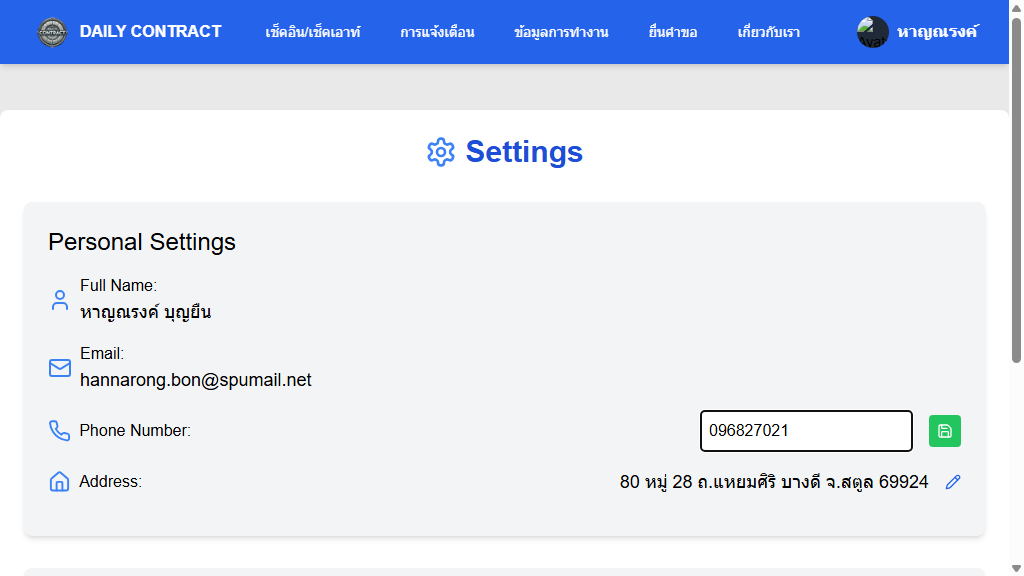 DAILY CONTRACT
เช็คอิน/เช็คเอาท์
การแจ้งเตือน
ข้อมูลการทำงาน
ยื่นคำขอ
เกี่ยวกับเรา
หาญณรงค์
Settings
Personal Settings
Full Name:
หาญณรงค์ บุญยืน
Email:
hannarong.bon@spumail.net
Phone Number:
096827021
Address:
80 หมู่ 28 ถ.แหยมศิริ บางดี จ.สตูล 69924